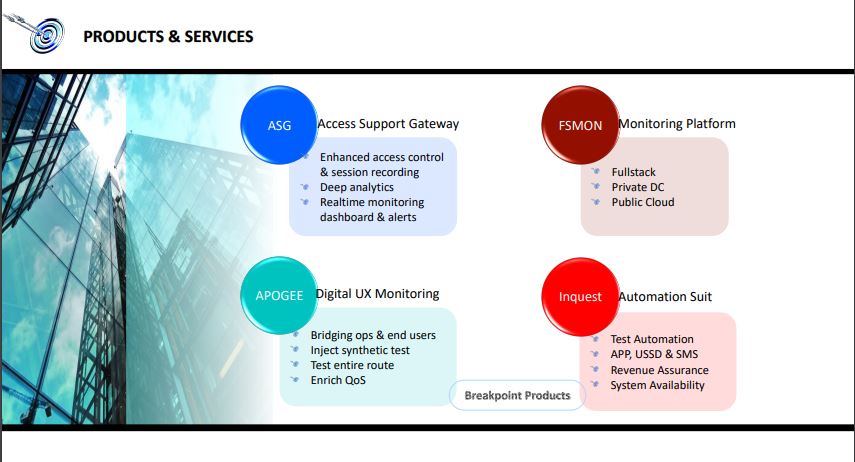 PRODUCTS & SERVICES
ASG
Access Support Gateway
Enhanced access control
& session recording
Deep analytics
Realtime monitoring
dashboard & alerts
FSMON
Monitoring Platform
Fullstack
Private DC
Public Cloud
APOGEE
Digital UX Monitoring
Bridging ops & end users
Inject synthetic test
Test entire route
Enrich QoS
Inquest
Automation Suit
Test Automation
APP, USSD & SMS
Revenue Assurance
System Availability
Breakpoint Products